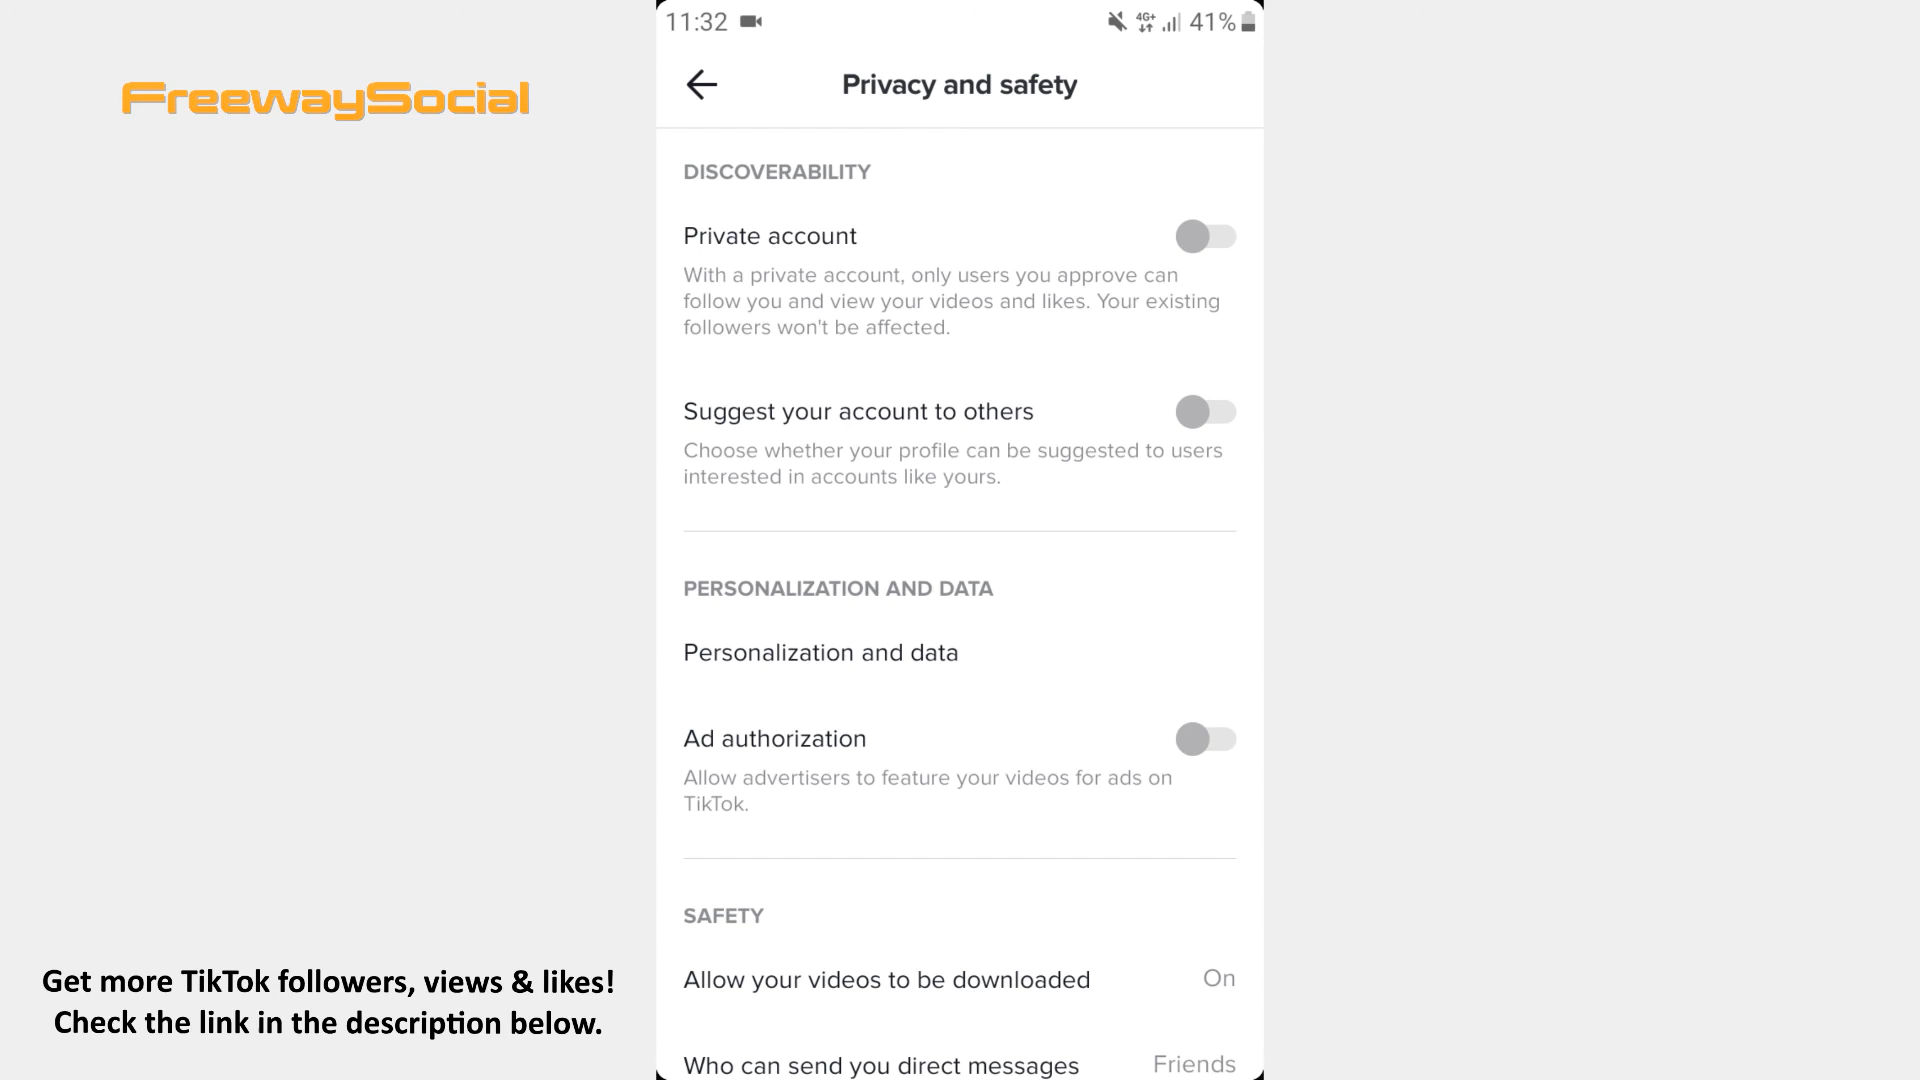 11:32
4G+
41%
FreewaySocial
Privacy and safety
DISCOVERABILITY
Private account
With a private account, only users you approve can
follow you and view your videos and likes. Your existing
followers won't be affected.
Suggest your account to others
Choose whether your profile can be suggested to users
interested in accounts like yours.
PERSONALIZATION AND DATA
Personalization and data
Ad authorization
Allow advertisers to feature your videos for ads on
TikTok.
SAFETY
Allow your videos to be downloaded On
Who can send you direct messages Friends
Get more TikTok followers, views & likes!
Check the link in the description below.